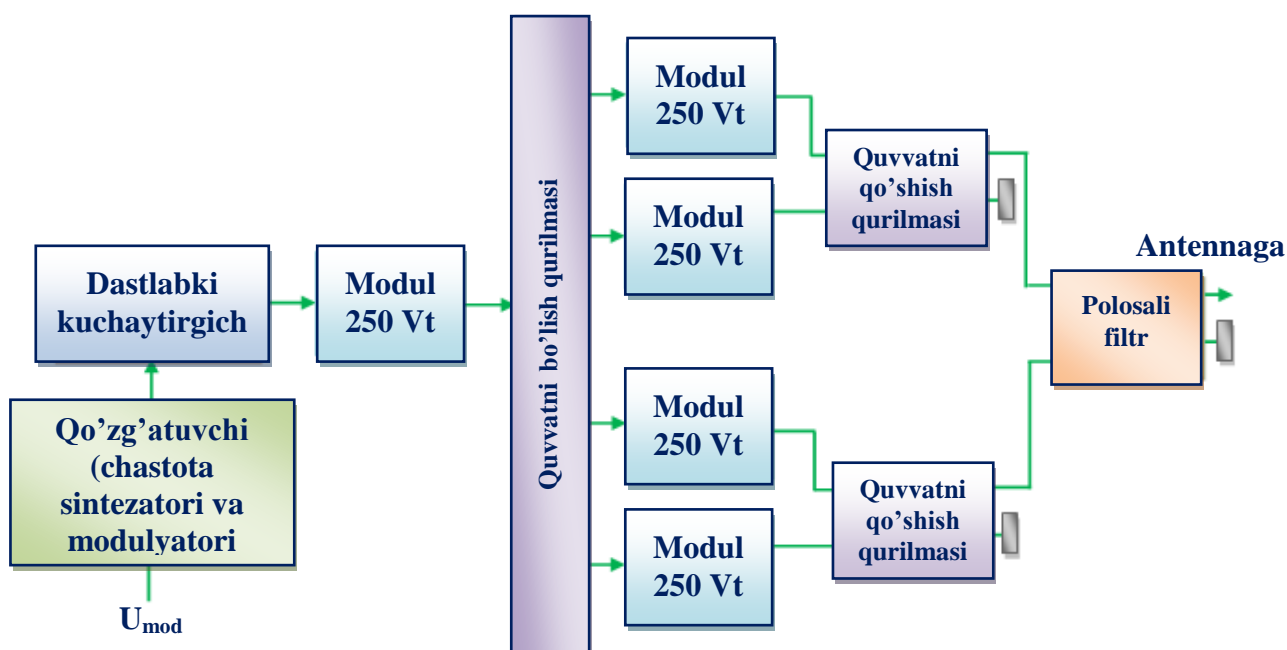 Dastlabki
kuchaytirgich
Qo’zg’atuvchi
(chastota
sintezatori va
modulyatori
Umod
Modul
250 Vt
Quvvatni bo’lish qurilmasi
Modul
250 Vt
Modul
250 Vt
Modul
250 Vt
Modul
250 Vt
Quvvatni
qo’shish
qurilmasi
Quvvatni
qo’shish
qurilmasi
Antennaga
Polosali
filtr